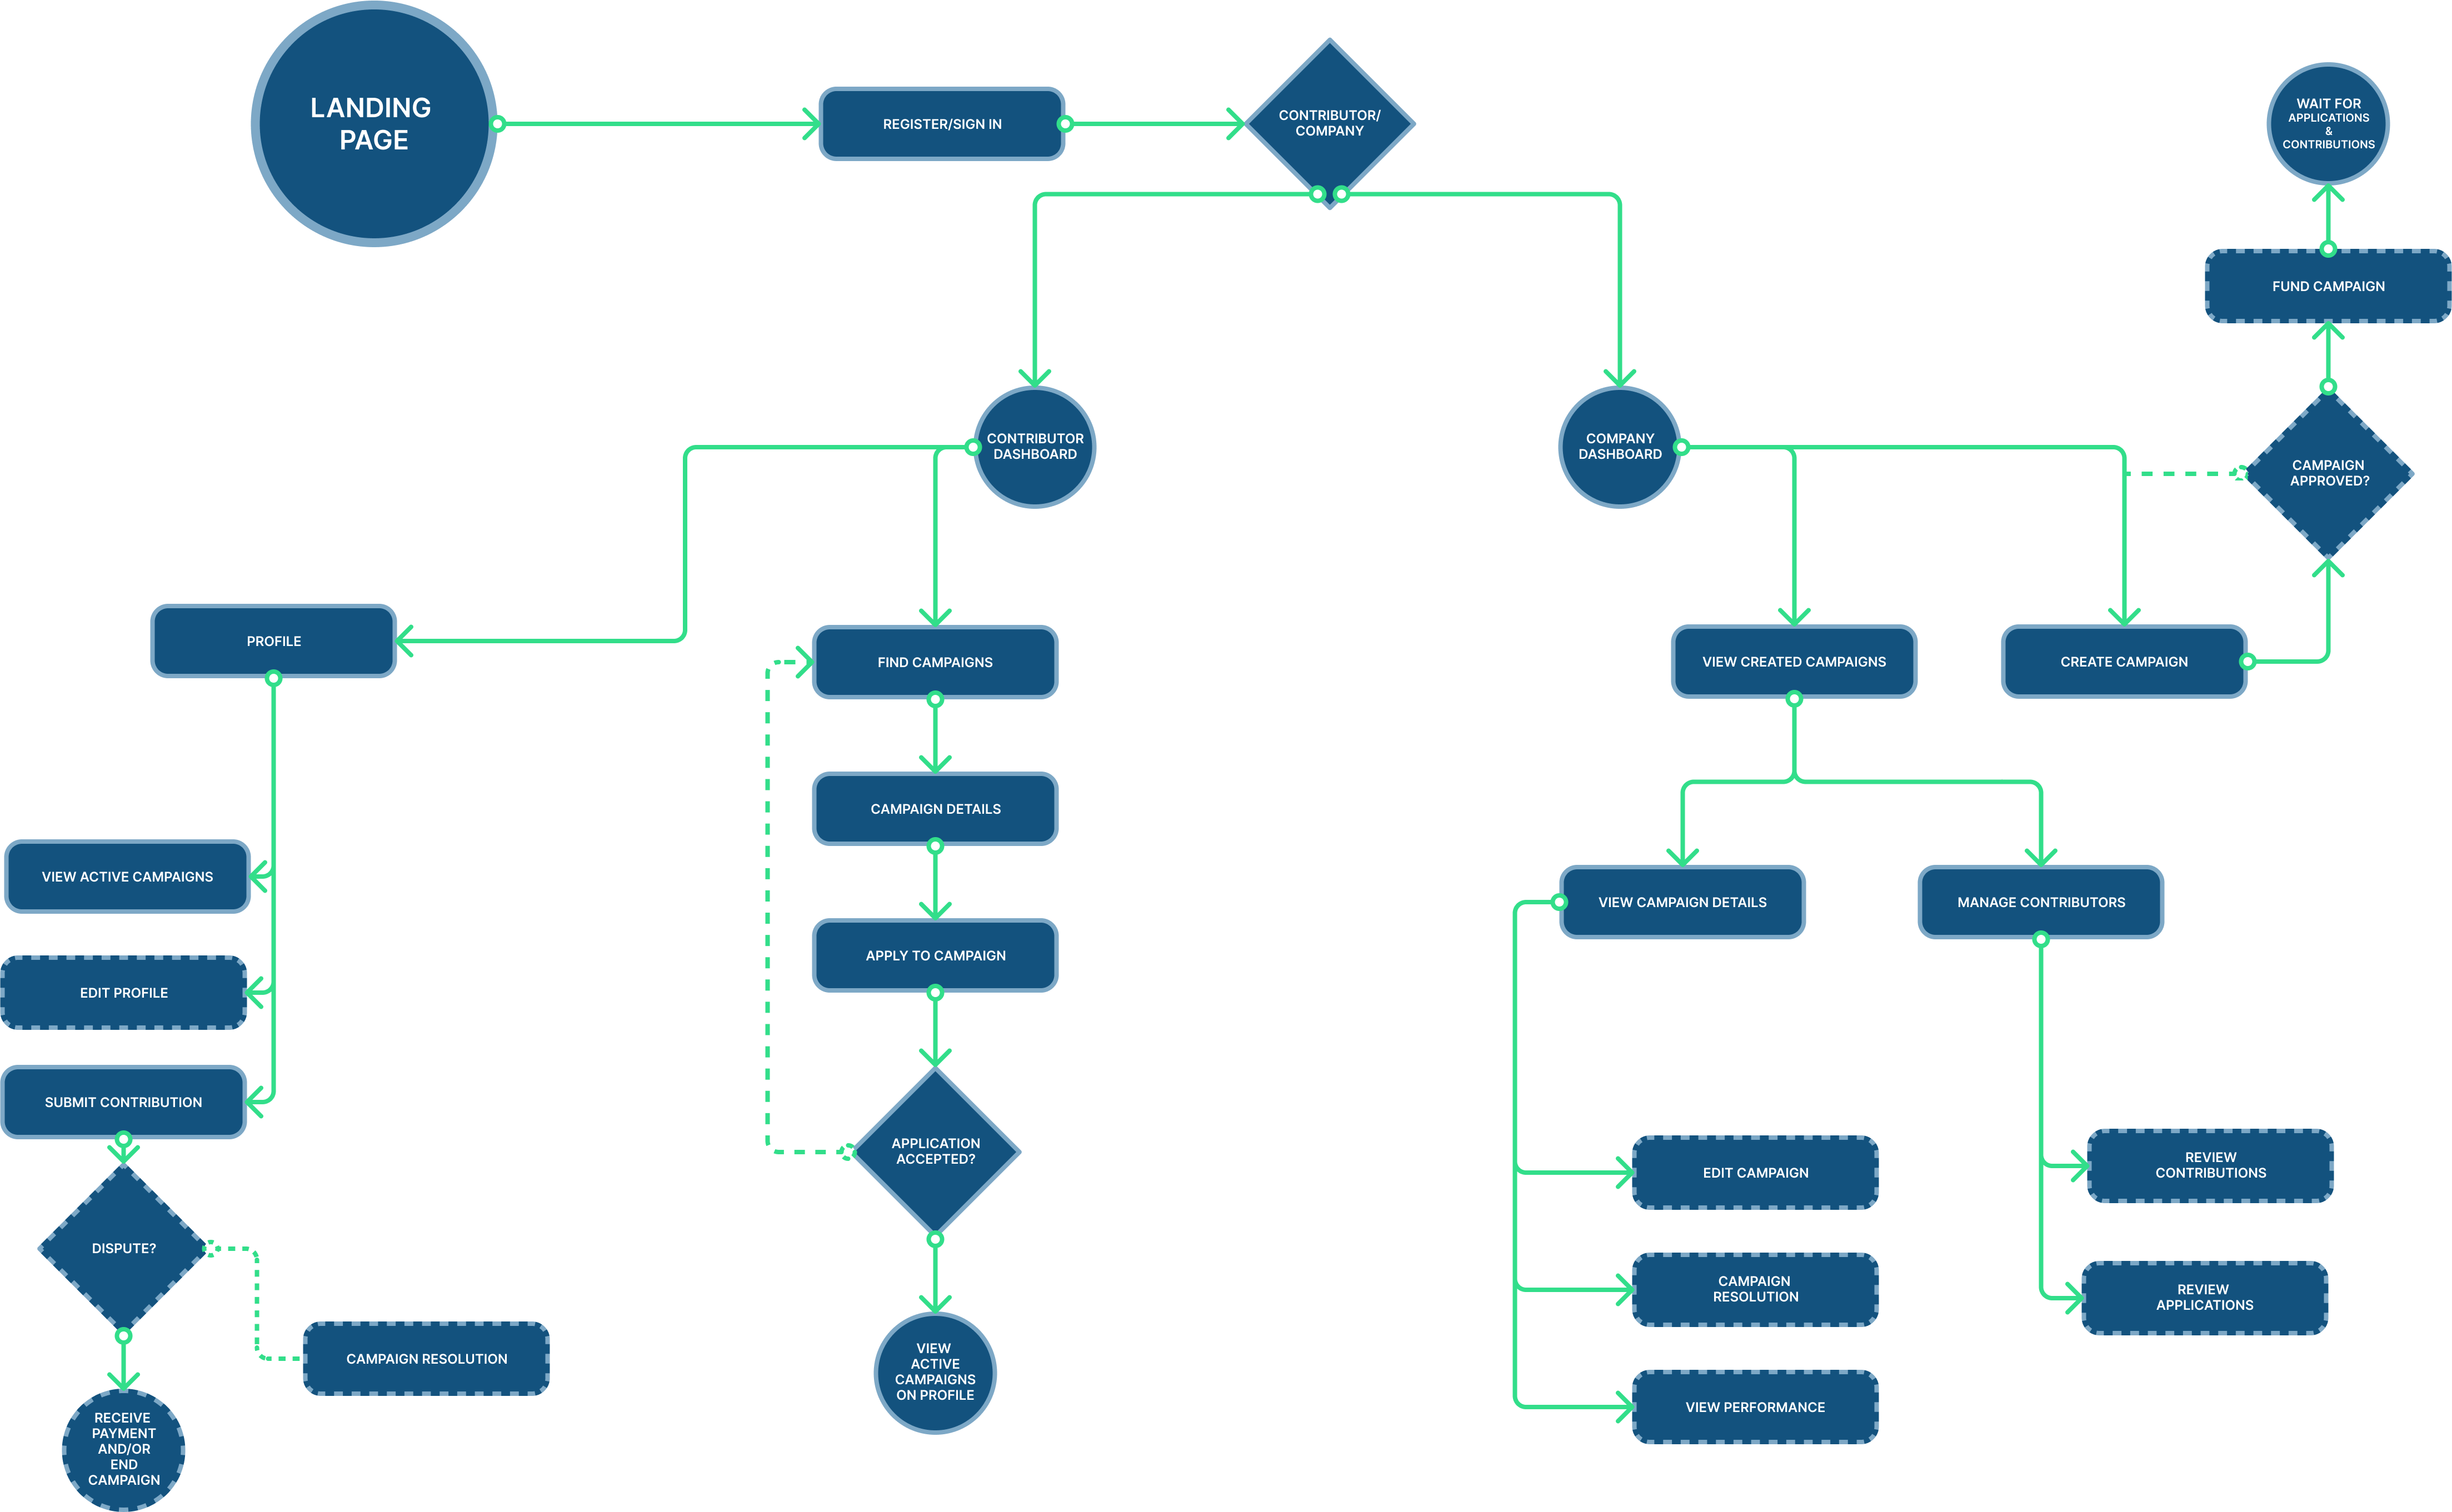 LANDING
PAGE
REGISTER/SIGN IN
CONTRIBUTOR/
COMPANY
WAIT FOR
APPLICATIONS
&
CONTRIBUTIONS
FUND CAMPAIGN
CONTRIBUTOR
DASHBOARD
COMPANY
DASHBOARD
CAMPAIGN
APPROVED?
PROFILE
FIND CAMPAIGNS
VIEW CREATED CAMPAIGNS
CREATE CAMPAIGN
CAMPAIGN DETAILS
VIEW ACTIVE CAMPAIGNS
VIEW CAMPAIGN DETAILS
MANAGE CONTRIBUTORS
APPLY TO CAMPAIGN
EDIT PROFILE
SUBMIT CONTRIBUTION
APPLICATION
ACCEPTED?
EDIT CAMPAIGN
REVIEW
CONTRIBUTIONS
DISPUTE?
CAMPAIGN
RESOLUTION
REVIEW
APPLICATIONS
CAMPAIGN RESOLUTION
VIEW
ACTIVE
CAMPAIGNS
ON PROFILE
VIEW PERFORMANCE
RECEIVE
PAYMENT
AND/OR
END
CAMPAIGN